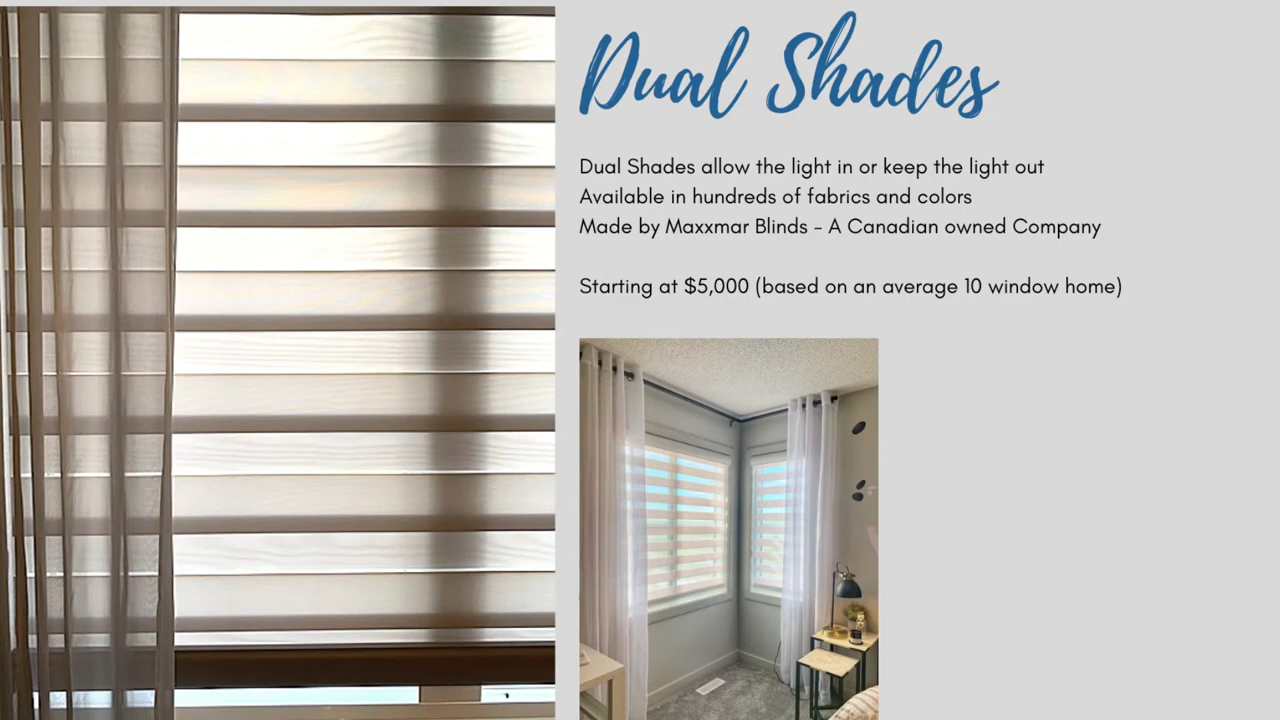 Dual Shades
Dual Shades allow the light in or keep the light out
Available in hundreds of fabrics and colors
Made by Maxxmar Blinds - A Canadian owned Company
Starting at $5,000 (based on an average 10 window home)